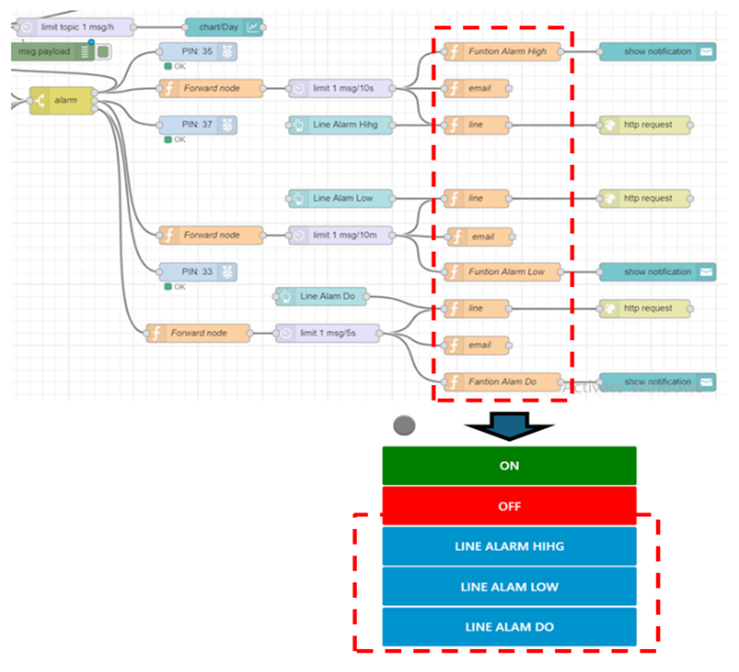 limit topic 1 msg/h
chart/Day
msg.payload
PIN: 35
Funtion Alarm High
show notification
OK
Forward node
limit 1 msg/10s
email
alarm
PIN: 37
Line Alarm Hihg
line
http request
OK
Line Alam Low
line
http request
Forward node
limit 1 msg/10m
email
PIN: 33
Funtion Alarm Low
show notification
OK
Line Alam Do
line
http request
Forward node
limit 1 msg/5s
email
Fantion Alam Do
show notification
ON
OFF
LINE ALARM HIHG
LINE ALAM LOW
LINE ALAM DO